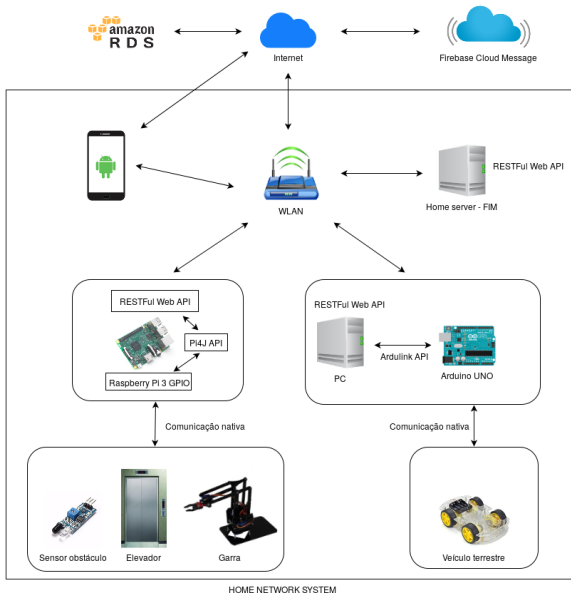 amazon
RDS
Internet
Firebase Cloud Message
WLAN
RESTFul Web API
Home server - FIM
RESTFul Web API
Pi4J API
Raspberry Pi 3 GPIO
RESTFul Web API
Ardulink API
PC
Arduino UNO
Comunicação nativa
Comunicação nativa
Sensor obstáculo
Elevador
Garra
Veículo terrestre
HOME NETWORK SYSTEM